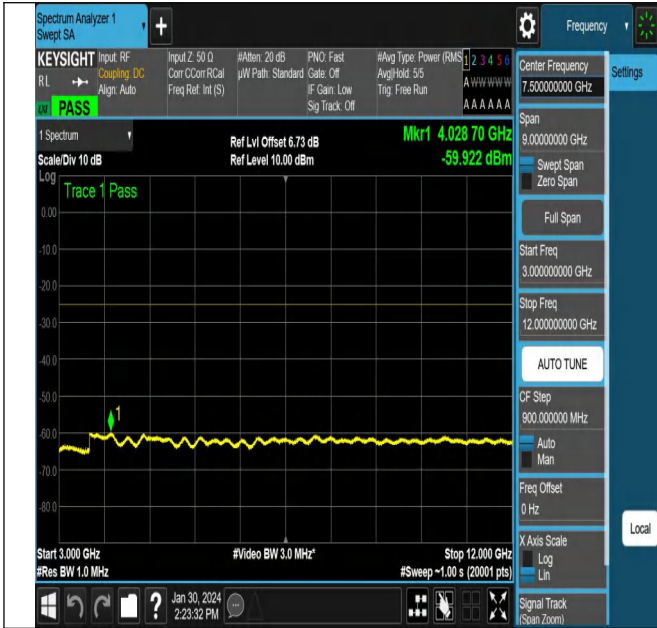 Spectrum Analyzer 1
Swept SA
+
Frequency
KEYSIGHT
RL
PASS
Input: RF
Coupling: DC
Align: Auto
Input Z: 50 Ω
Corr CCorr RCal
Freq Ref: Int (S)
#Atten: 20 dB
µW Path: Standard
PNO: Fast
Gate: Off
IF Gain: Low
Sig Track: Off
#Avg Type: Power (RMS
Avg|Hold: 5/5
Trig: Free Run
1 2 3 4 5 6
A W W W W W
A A A A A A
1 Spectrum
Scale/Div 10 dB
Ref Lvl Offset 6.73 dB
Ref Level 10.00 dBm
Mkr1 4.028 70 GHz
-59.922 dBm
Log
Trace 1 Pass
0.00
-10.0
-20.0
-30.0
-40.0
-50.0
-60.0
-70.0
-80.0
1
Start 3.000 GHz
#Res BW 1.0 MHz
#Video BW 3.0 MHz*
Stop 12.000 GHz
#Sweep ~1.00 s (20001 pts)
Jan 30, 2024
2:23:32 PM
?
Center Frequency
7.500000000 GHz
Span
9.00000000 GHz
Swept Span
Zero Span
Full Span
Start Freq
3.000000000 GHz
Stop Freq
12.000000000 GHz
AUTO TUNE
CF Step
900.000000 MHz
Auto
Man
Freq Offset
0 Hz
X Axis Scale
Log
Lin
Signal Track
(Span Zoom)
Settings
Local